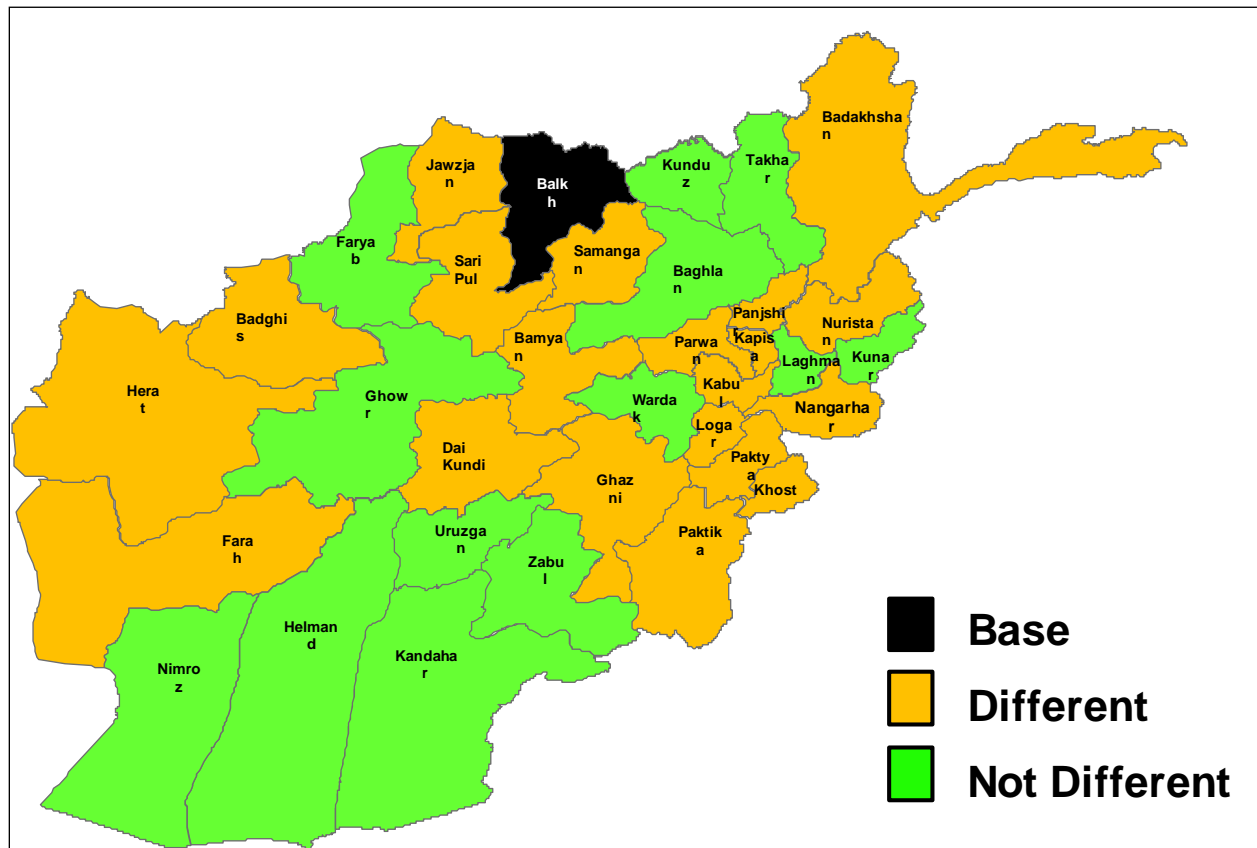 Badakhsha
n
Jawzja
n
Balk
h
Kundu
z
Takha
r
Farya
b
Sari
Pul
Samanga
n
Baghla
n
Badghi
s
Bamya
n
Panjshi
r
Parwa
n
Kapis
a
Nurista
n
Laghma
n
Kuna
r
Hera
t
Ghow
r
Warda
k
Kabu
l
Nangarha
r
Loga
r
Dai
Kundi
Ghaz
ni
Pakty
a
Khost
Fara
h
Uruzga
n
Zabu
l
Paktik
a
Helman
d
Nimro
z
Kandaha
r
Base
Different
Not Different